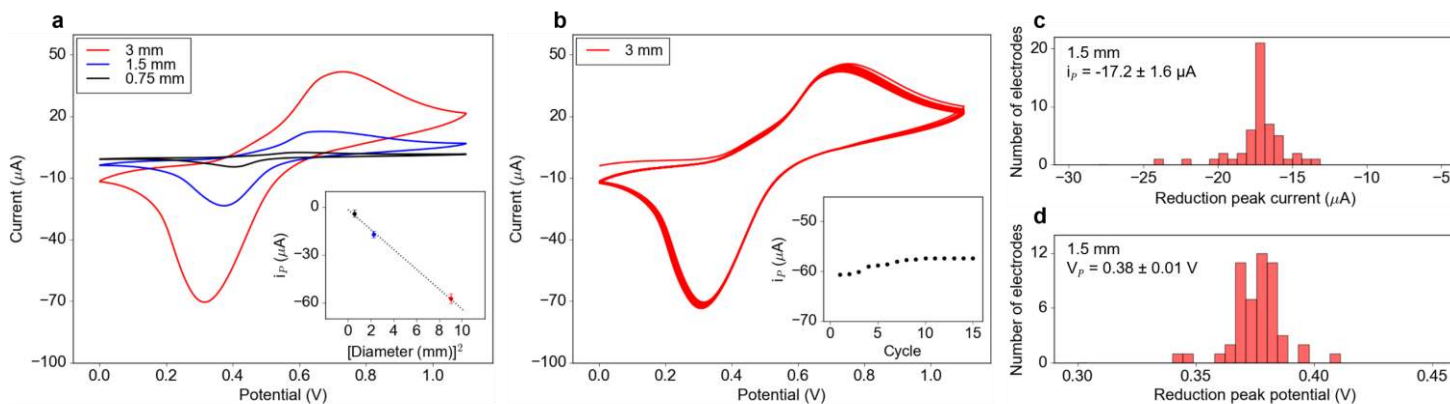 a
3 mm
1.5 mm
0.75 mm
50
20
−10
−40
−70
−100
Current (μA)
0.0 0.2 0.4 0.6 0.8 1.0
Potential (V)
0
−30
−60
iP (μA)
0 2 4 6 8 10
[Diameter (mm)]²
b
3 mm
50
20
−10
−40
−70
−100
Current (μA)
0.0 0.2 0.4 0.6 0.8 1.0
Potential (V)
−50
−60
−70
iP (μA)
0 5 10 15
Cycle
c
1.5 mm
iP = -17.2 ± 1.6 μA
20
10
0
Number of electrodes
−30 −25 −20 −15 −10 −5
Reduction peak current (μA)
d
1.5 mm
VP = 0.38 ± 0.01 V
12
6
0
Number of electrodes
0.30 0.35 0.40 0.45
Reduction peak potential (V)